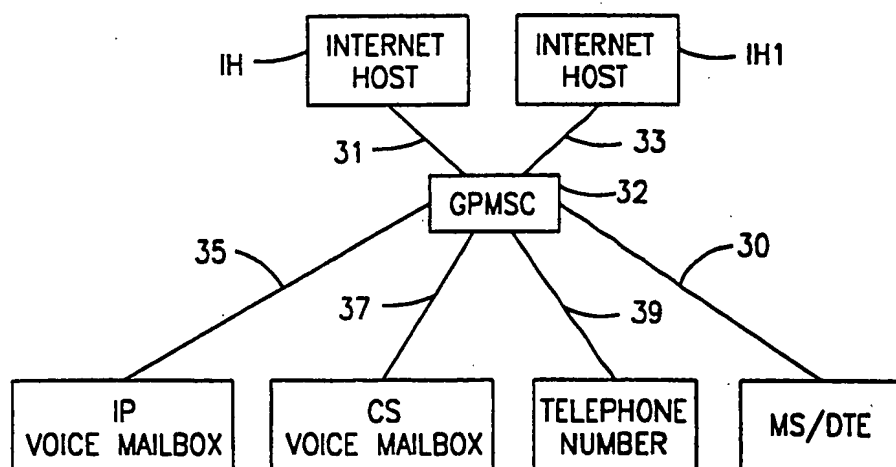 IH
INTERNET
HOST
INTERNET
HOST
IH1
31
33
GPMSC
32
35
37
39
30
IP
VOICE MAILBOX
CS
VOICE MAILBOX
TELEPHONE
NUMBER
MS/DTE